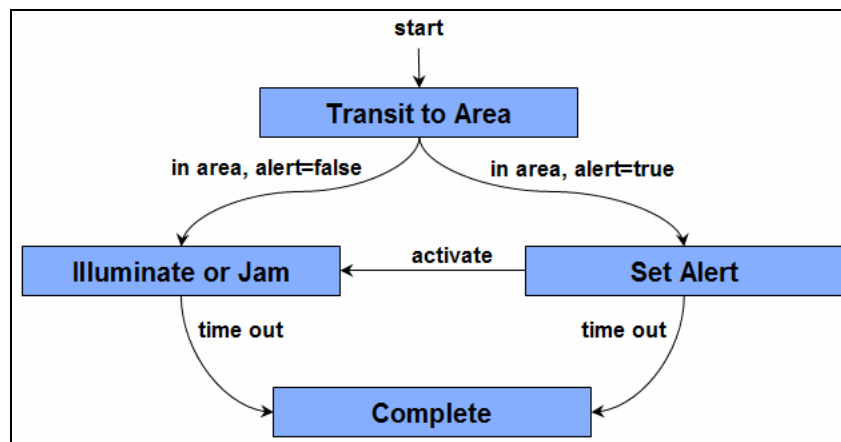 start
Transit to Area
in area, alert=false
in area, alert=true
Illuminate or Jam
activate
Set Alert
time out
time out
Complete